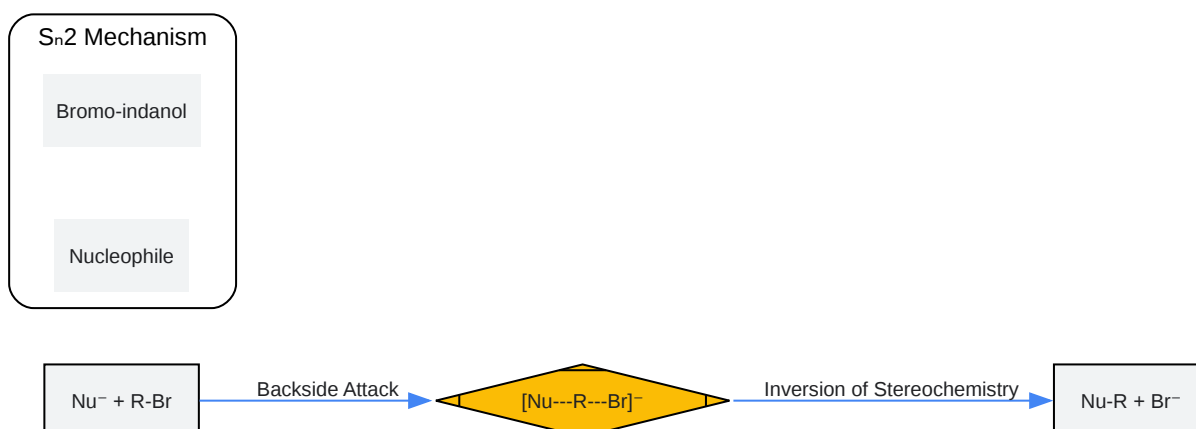 Sₙ2 Mechanism
Bromo-indanol
Nucleophile
Nu⁻ + R-Br
Backside Attack
[Nu---R---Br]⁻
Inversion of Stereochemistry
Nu-R + Br⁻